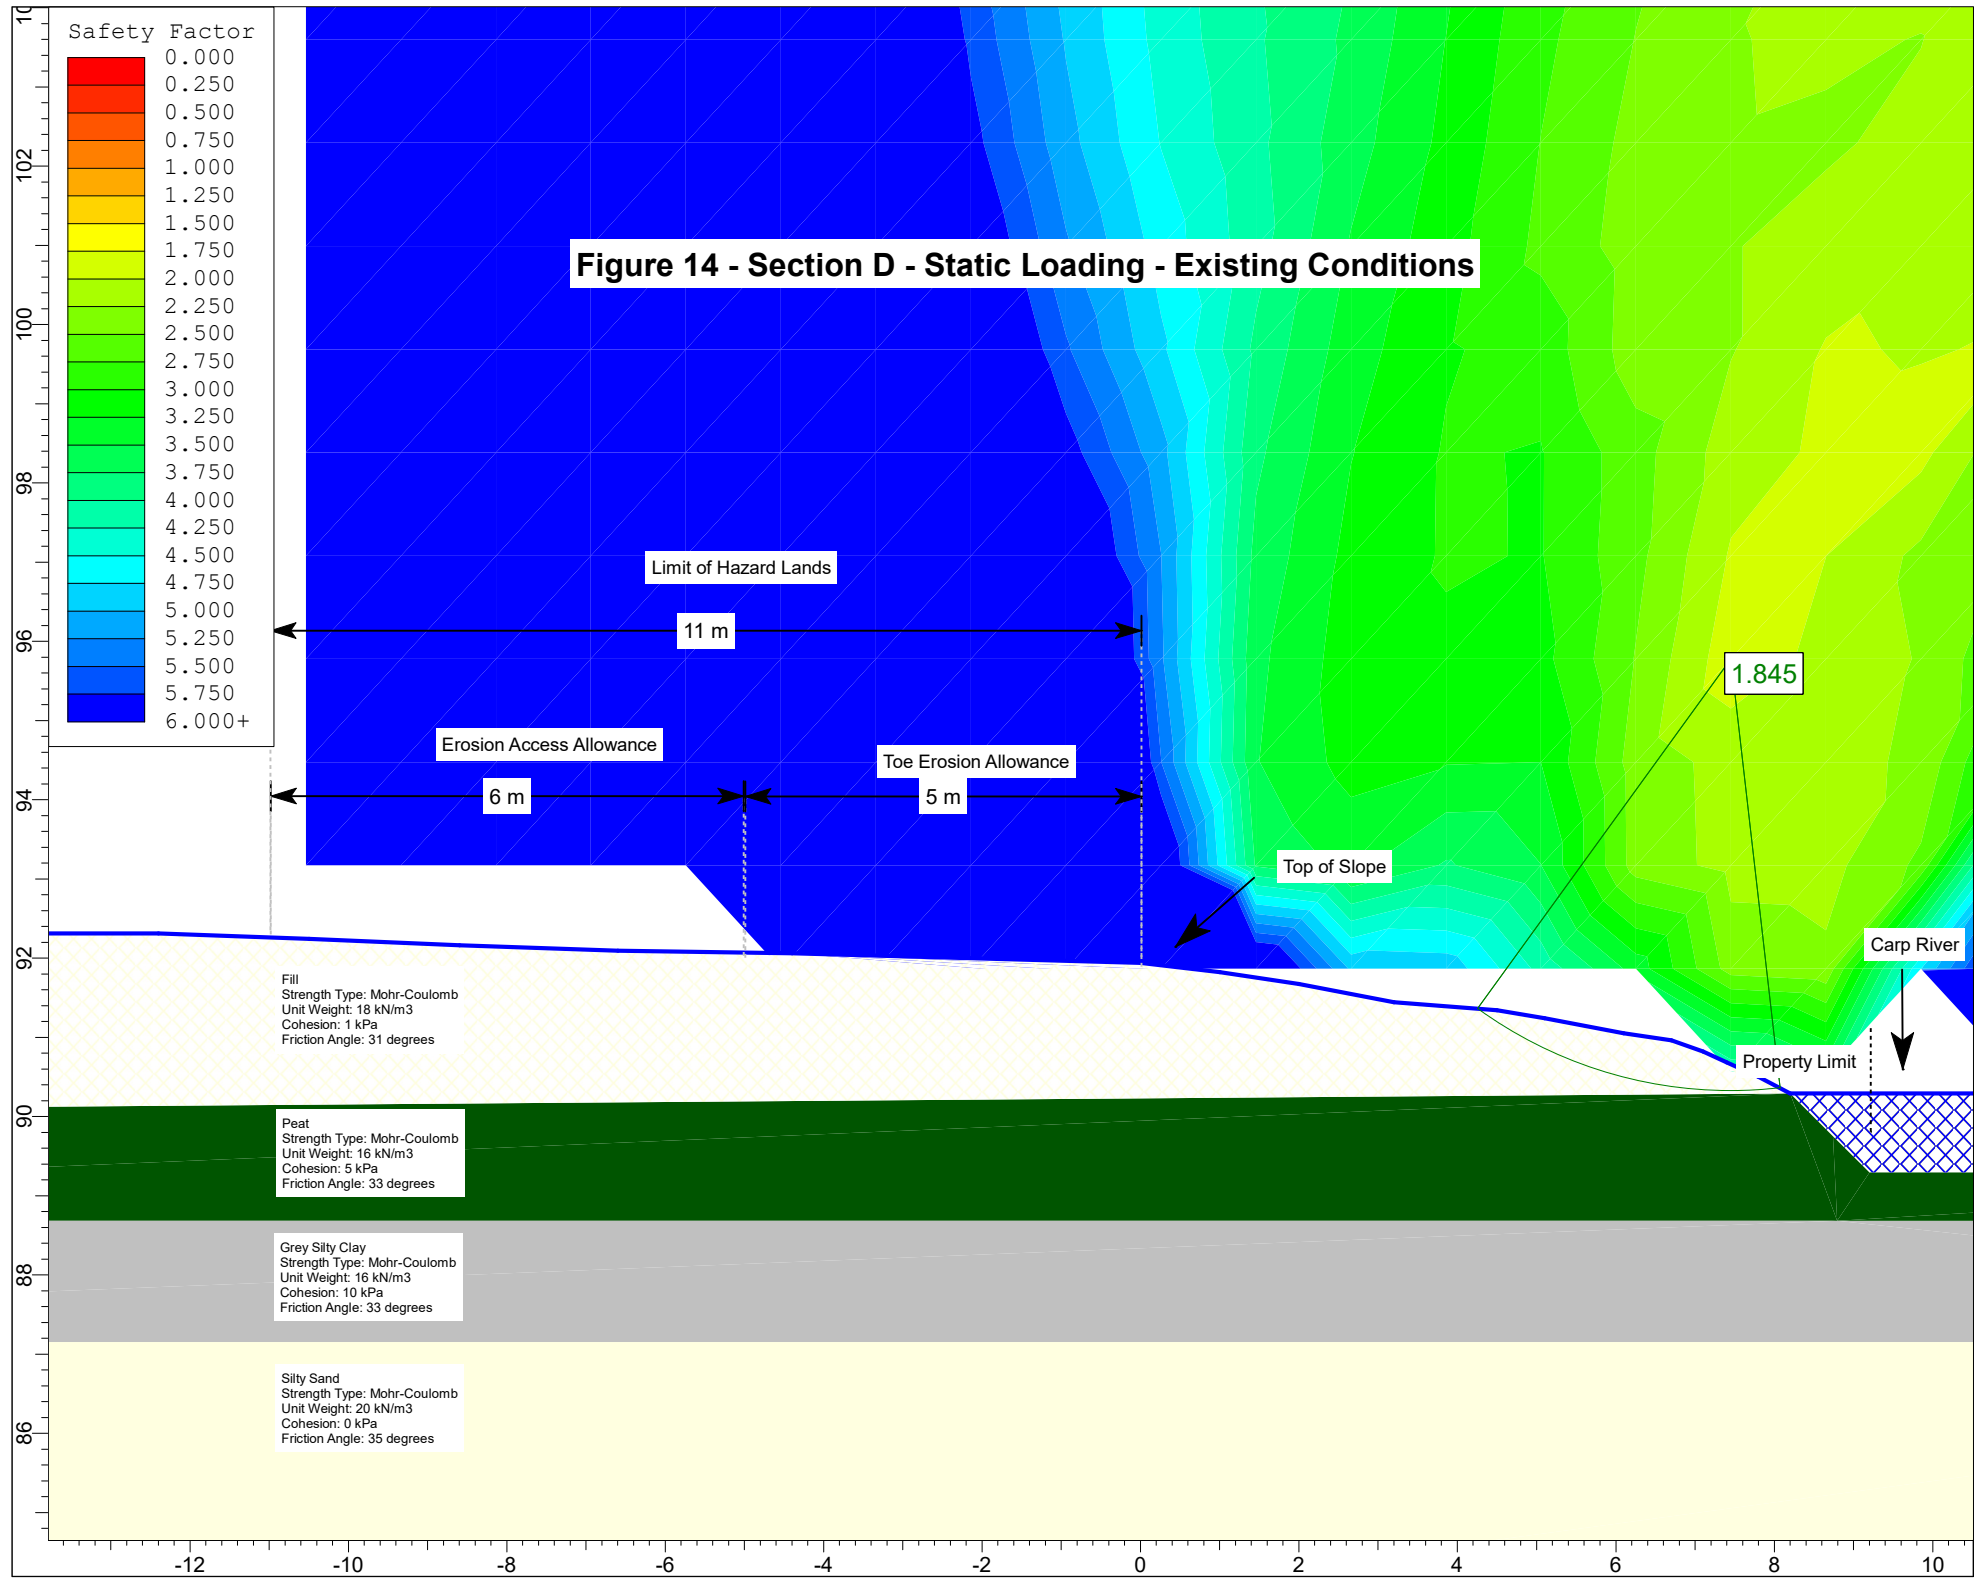 Safety Factor
0.000
0.250
0.500
0.750
1.000
1.250
1.500
1.750
2.000
2.250
2.500
2.750
3.000
3.250
3.500
3.750
4.000
4.250
4.500
4.750
5.000
5.250
5.500
5.750
6.000+
Figure 14 - Section D - Static Loading - Existing Conditions
Limit of Hazard Lands
11 m
1.845
Erosion Access Allowance
Toe Erosion Allowance
6 m
5 m
Top of Slope
Carp River
Property Limit
Fill
Strength Type: Mohr-Coulomb
Unit Weight: 18 kN/m3
Cohesion: 1 kPa
Friction Angle: 31 degrees
Peat
Strength Type: Mohr-Coulomb
Unit Weight: 16 kN/m3
Cohesion: 5 kPa
Friction Angle: 33 degrees
Grey Silty Clay
Strength Type: Mohr-Coulomb
Unit Weight: 16 kN/m3
Cohesion: 10 kPa
Friction Angle: 33 degrees
Silty Sand
Strength Type: Mohr-Coulomb
Unit Weight: 20 kN/m3
Cohesion: 0 kPa
Friction Angle: 35 degrees
102
100
98
96
94
92
90
88
86
-12 -10 -8 -6 -4 -2 0 2 4 6 8 10